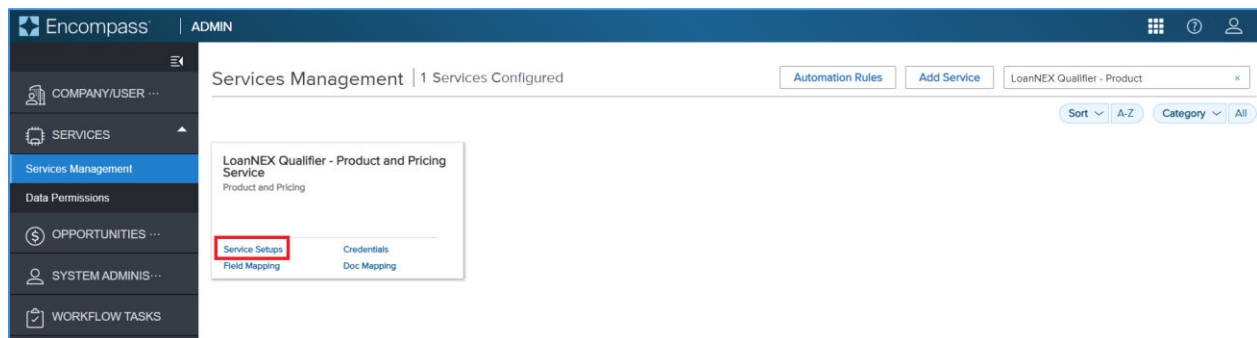 Encompass | ADMIN
Services Management | 1 Services Configured
Automation Rules
Add Service
LoanNEX Qualifier - Product ×
Sort A-Z
Category All
COMPANY/USER ···
SERVICES
Services Management
Data Permissions
OPPORTUNITIES ···
SYSTEM ADMINIS···
WORKFLOW TASKS
LoanNEX Qualifier - Product and Pricing
Service
Product and Pricing
Service Setups
Credentials
Field Mapping
Doc Mapping